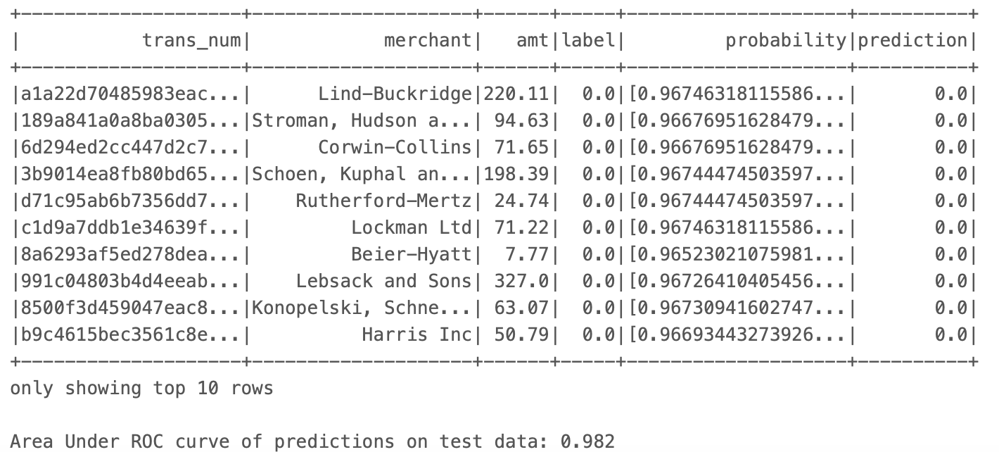 +--------------------+--------------------+------+-----+--------------------+----------+
|           trans_num|            merchant|   amt|label|         probability|prediction|
+--------------------+--------------------+------+-----+--------------------+----------+
|a1a22d70485983eac...|      Lind-Buckridge|220.11|  0.0|[0.96746318115586...|       0.0|
|189a841a0a8ba0305...|Stroman, Hudson a...| 94.63|  0.0|[0.96676951628479...|       0.0|
|6d294ed2cc447d2c7...|      Corwin-Collins| 71.65|  0.0|[0.96676951628479...|       0.0|
|3b9014ea8fb80bd65...|Schoen, Kuphal an...|198.39|  0.0|[0.96744474503597...|       0.0|
|d71c95ab6b7356dd7...|    Rutherford-Mertz| 24.74|  0.0|[0.96744474503597...|       0.0|
|c1d9a7ddb1e34639f...|         Lockman Ltd| 71.22|  0.0|[0.96746318115586...|       0.0|
|8a6293af5ed278dea...|         Beier-Hyatt|  7.77|  0.0|[0.96523021075981...|       0.0|
|991c04803b4d4eeab...|    Lebsack and Sons| 327.0|  0.0|[0.96726410405456...|       0.0|
|8500f3d459047eac8...|Konopelski, Schne...| 63.07|  0.0|[0.96730941602747...|       0.0|
|b9c4615bec3561c8e...|          Harris Inc| 50.79|  0.0|[0.96693443273926...|       0.0|
+--------------------+--------------------+------+-----+--------------------+----------+
only showing top 10 rows

Area Under ROC curve of predictions on test data: 0.982